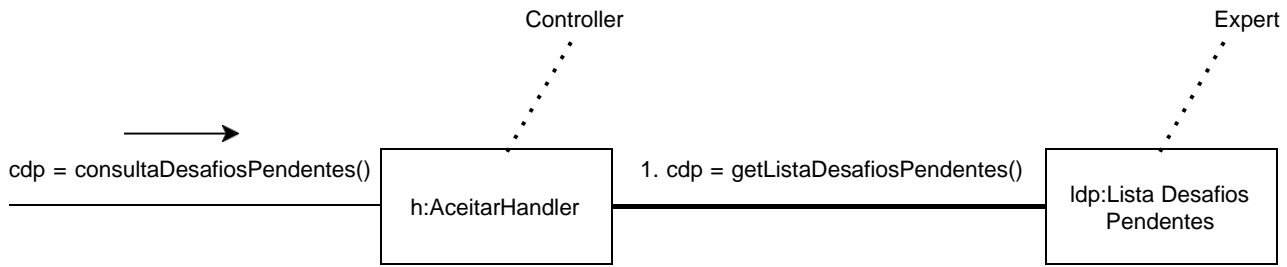 Controller
Expert
cdp = consultaDesafiosPendentes()
1. cdp = getListaDesafiosPendentes()
h:AceitarHandler
ldp:Lista Desafios
Pendentes